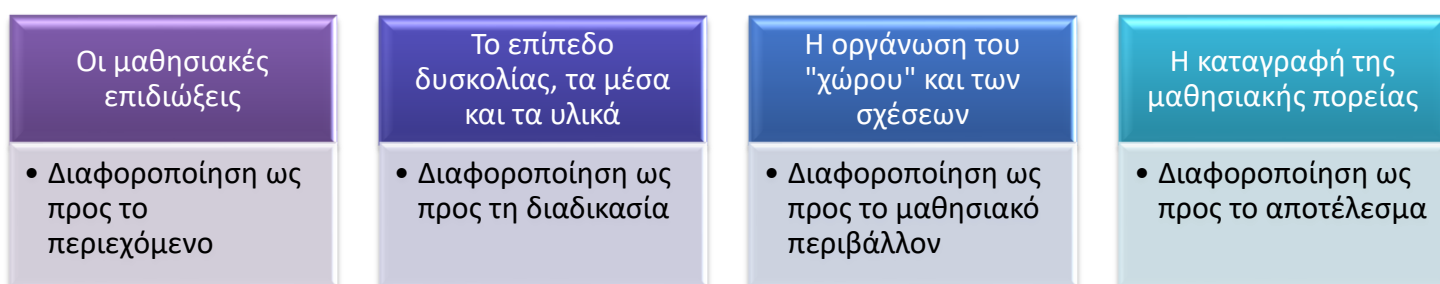 Οι μαθησιακές
επιδιώξεις
• Διαφοροποίηση ως
προς το
περιεχόμενο
Το επίπεδο
δυσκολίας, τα μέσα
και τα υλικά
• Διαφοροποίηση ως
προς τη διαδικασία
Η οργάνωση του
"χώρου" και των
σχέσεων
• Διαφοροποίηση ως
προς το μαθησιακό
περιβάλλον
Η καταγραφή της
μαθησιακής πορείας
• Διαφοροποίηση ως
προς το αποτέλεσμα